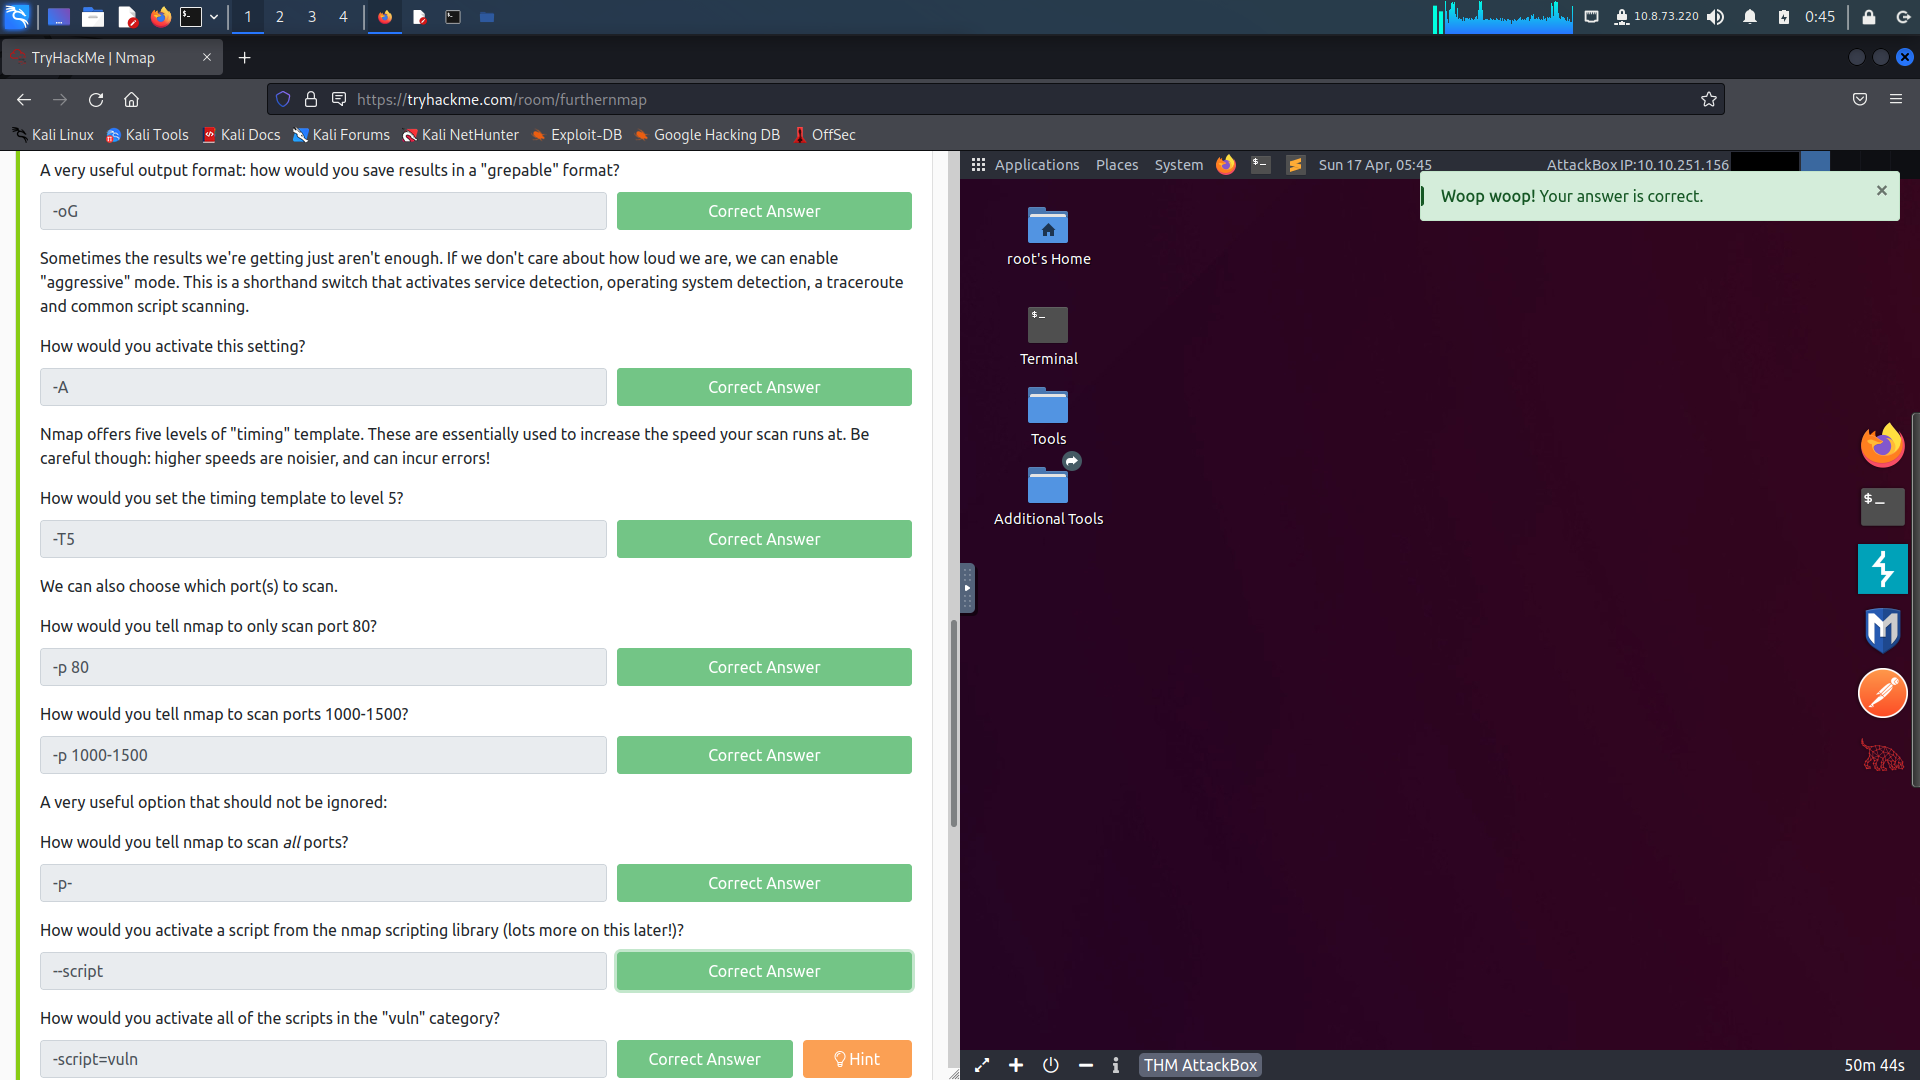 1
2
3
4
10.8.73.220
0:45
TryHackMe | Nmap
https://tryhackme.com/room/furthernmap
Kali Linux
Kali Tools
Kali Docs
Kali Forums
Kali NetHunter
Exploit-DB
Google Hacking DB
OffSec
A very useful output format: how would you save results in a "grepable" format?
-oG
Correct Answer
Sometimes the results we're getting just aren't enough. If we don't care about how loud we are, we can enable
"aggressive" mode. This is a shorthand switch that activates service detection, operating system detection, a traceroute
and common script scanning.
How would you activate this setting?
-A
Correct Answer
Nmap offers five levels of "timing" template. These are essentially used to increase the speed your scan runs at. Be
careful though: higher speeds are noisier, and can incur errors!
How would you set the timing template to level 5?
-T5
Correct Answer
We can also choose which port(s) to scan.
How would you tell nmap to only scan port 80?
-p 80
Correct Answer
How would you tell nmap to scan ports 1000-1500?
-p 1000-1500
Correct Answer
A very useful option that should not be ignored:
How would you tell nmap to scan all ports?
-p-
Correct Answer
How would you activate a script from the nmap scripting library (lots more on this later!)?
--script
Correct Answer
How would you activate all of the scripts in the "vuln" category?
-script=vuln
Correct Answer
Hint
Applications
Places
System
Sun 17 Apr, 05:45
AttackBox IP:10.10.251.156
Woop woop! Your answer is correct.
root's Home
Terminal
Tools
Additional Tools
THM AttackBox
50m 44s